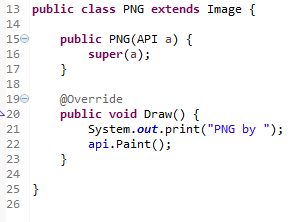 13 public class PNG extends Image {
14
15 public PNG(API a) {
16 super(a);
17 }
18
19 @Override
20 public void Draw() {
21 System.out.print("PNG by ");
22 api.Paint();
23 }
24
25 }
26